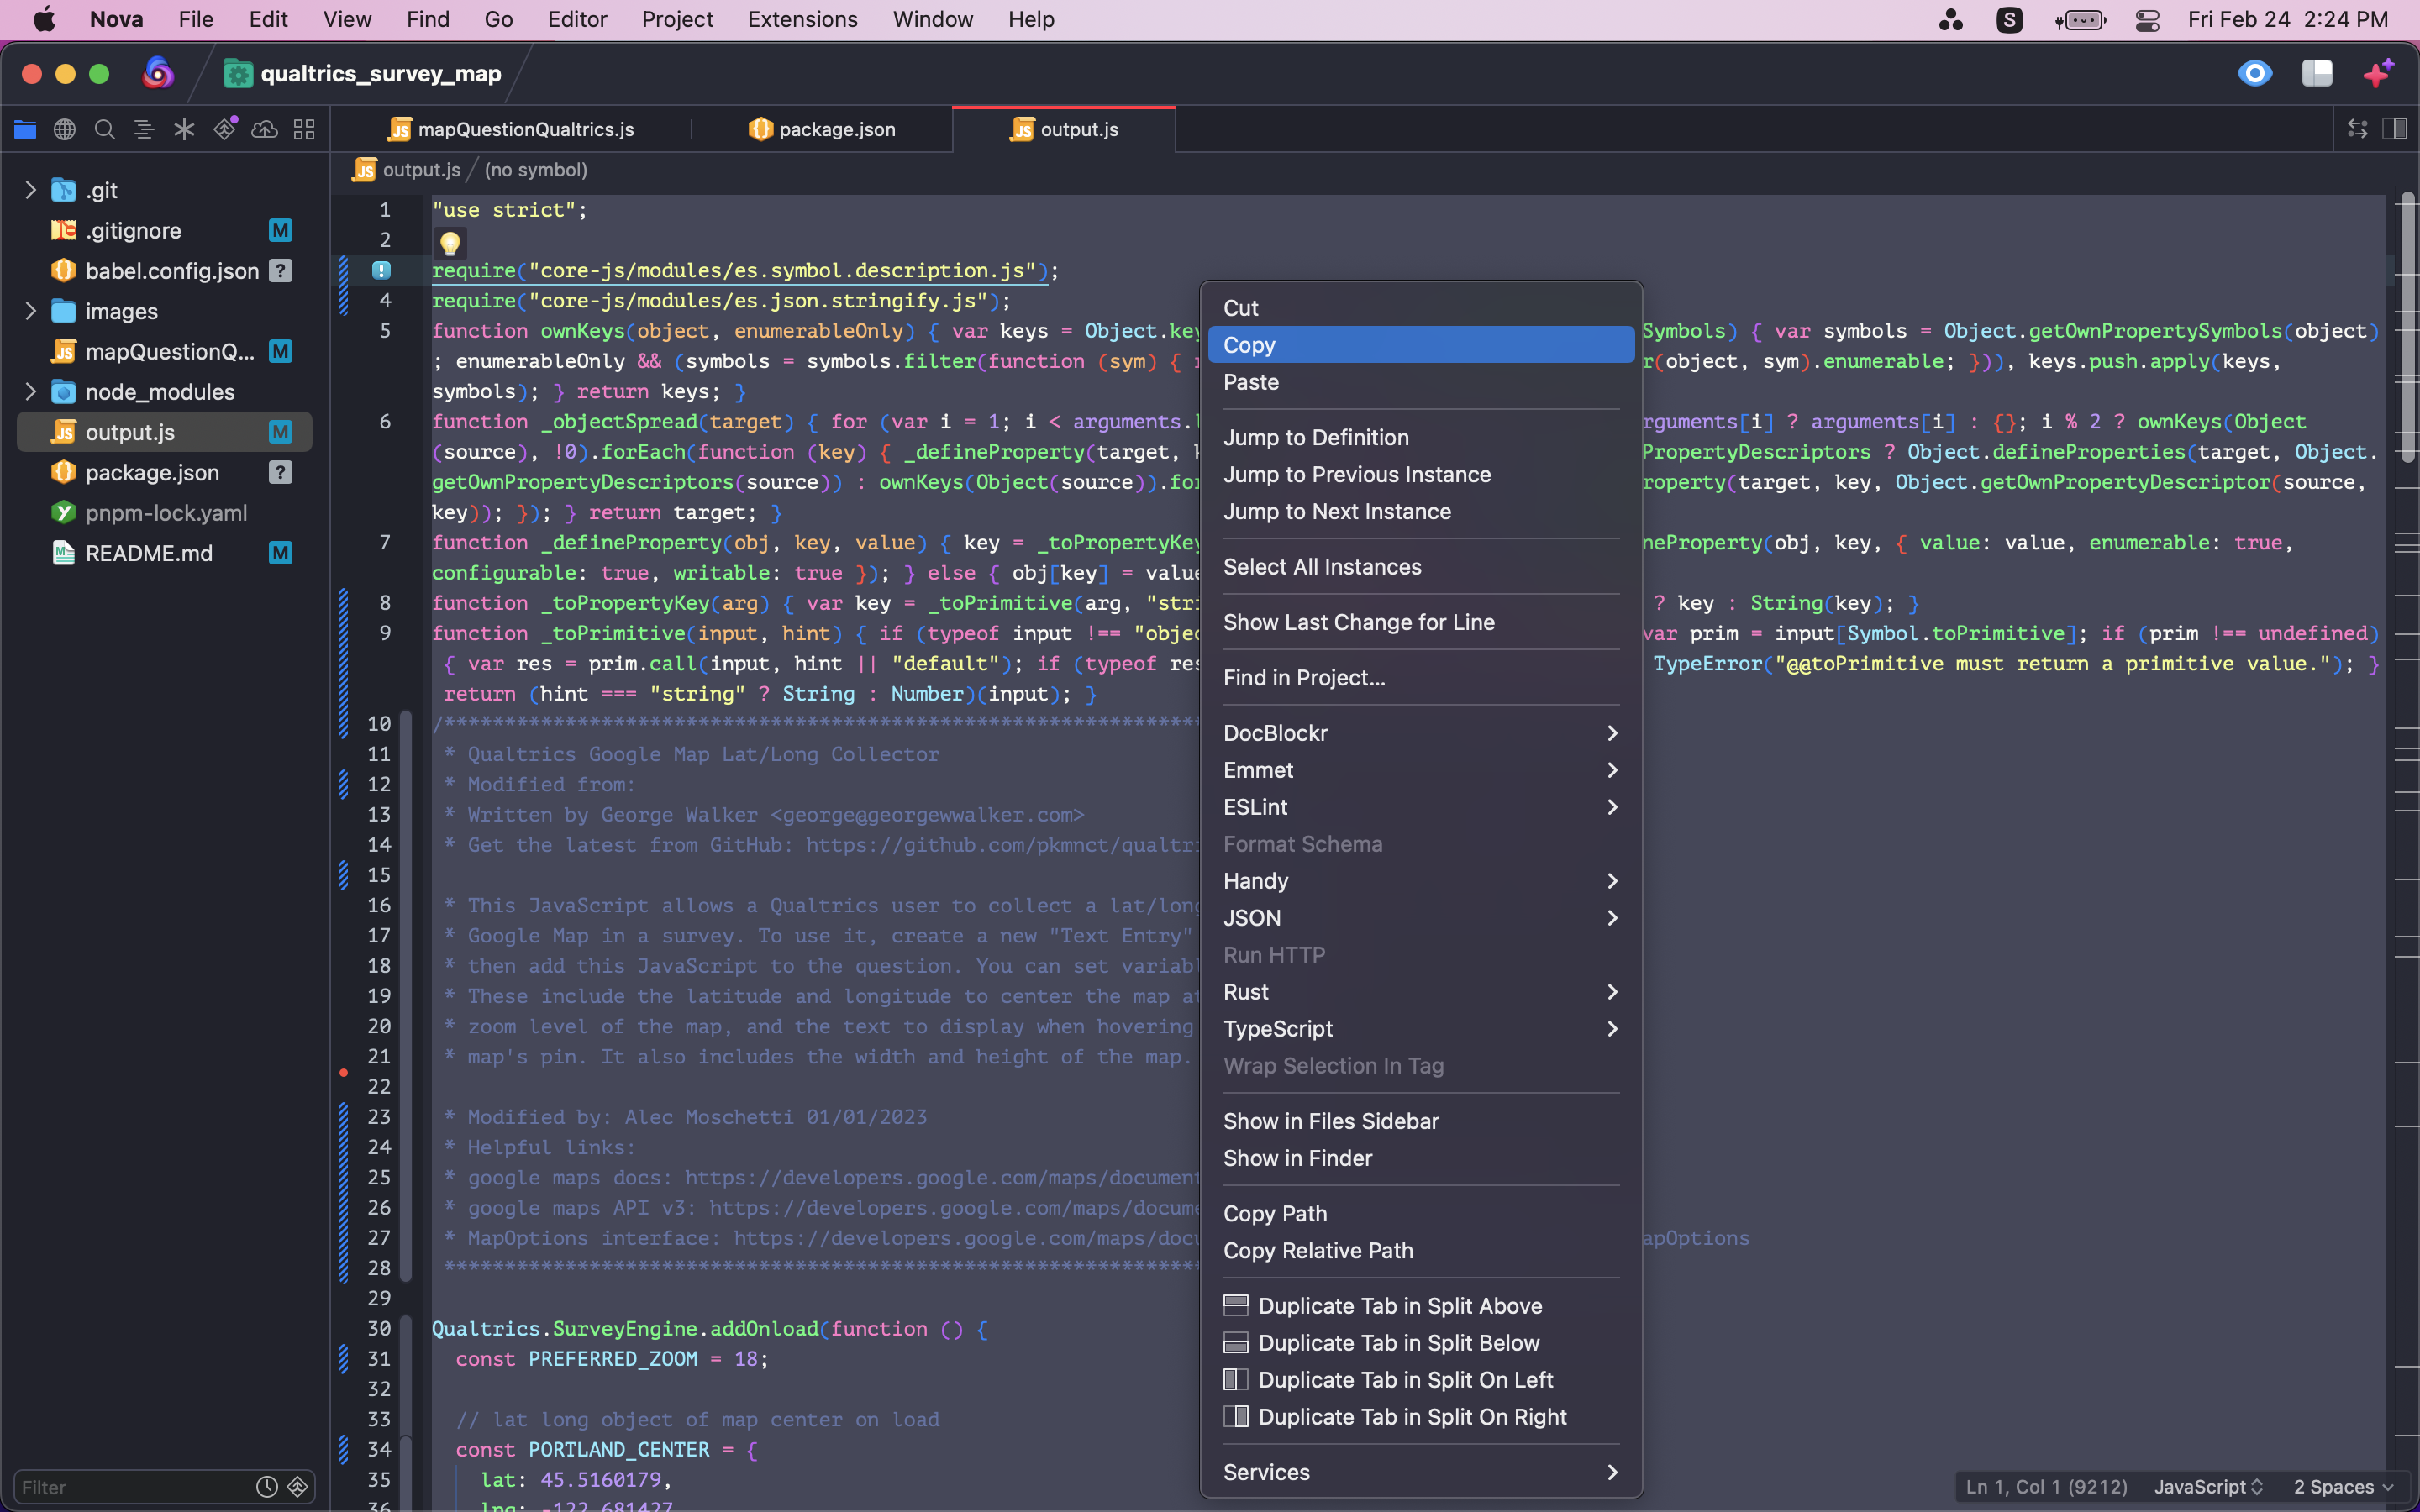 Nova File Edit View Find Go Editor Project Extensions Window Help
S
Fri Feb 24 2:24 PM
qualtrics_survey_map
JS mapQuestionQualtrics.js
package.json
JS output.js
JS output.js (no symbol)
.git
.gitignore M
babel.config.json ?
images
JS mapQuestionQ... M
node_modules
JS output.js M
package.json ?
pnpm-lock.yaml
README.md M
Filter
1 "use strict";
2
require("core-js/modules/es.symbol.description.js");
4 require("core-js/modules/es.json.stringify.js");
5 function ownKeys(object, enumerableOnly) { var keys = Object.key
Symbols) { var symbols = Object.getOwnPropertySymbols(object)
; enumerableOnly && (symbols = symbols.filter(function (sym) {
(object, sym).enumerable; })), keys.push.apply(keys,
symbols); } return keys; }
6 function _objectSpread(target) { for (var i = 1; i < arguments.
rguments[i] ? arguments[i] : {}; i % 2 ? ownKeys(Object
(source), !0).forEach(function (key) { _defineProperty(target,
PropertyDescriptors ? Object.defineProperties(target, Object.
getOwnPropertyDescriptors(source)) : ownKeys(Object(source)).for
roperty(target, key, Object.getOwnPropertyDescriptor(source,
key)); }); } return target; }
7 function _defineProperty(obj, key, value) { key = _toPropertyKey
neProperty(obj, key, { value: value, enumerable: true,
configurable: true, writable: true }); } else { obj[key] = value
8 function _toPropertyKey(arg) { var key = _toPrimitive(arg, "stri
? key : String(key); }
9 function _toPrimitive(input, hint) { if (typeof input !== "objec
var prim = input[Symbol.toPrimitive]; if (prim !== undefined)
{ var res = prim.call(input, hint || "default"); if (typeof res
TypeError("@@toPrimitive must return a primitive value."); }
return (hint === "string" ? String : Number)(input); }
10 /***************************************************************
11 * Qualtrics Google Map Lat/Long Collector
12 * Modified from:
13 * Written by George Walker <george@georgewwalker.com>
14 * Get the latest from GitHub: https://github.com/pkmnct/qualtri
15
16 * This JavaScript allows a Qualtrics user to collect a lat/long
17 * Google Map in a survey. To use it, create a new "Text Entry"
18 * then add this JavaScript to the question. You can set variabl
19 * These include the latitude and longitude to center the map at
20 * zoom level of the map, and the text to display when hovering
21 * map's pin. It also includes the width and height of the map.
22
23 * Modified by: Alec Moschetti 01/01/2023
24 * Helpful links:
25 * google maps docs: https://developers.google.com/maps/document
26 * google maps API v3: https://developers.google.com/maps/docume
27 * MapOptions interface: https://developers.google.com/maps/docu
apOptions
28 ***************************************************************
29
30 Qualtrics.SurveyEngine.addOnload(function () {
31 const PREFERRED_ZOOM = 18;
32
33 // lat long object of map center on load
34 const PORTLAND_CENTER = {
35 lat: 45.5160179,
36 lng: -122.681427
Cut
Copy
Paste
Jump to Definition
Jump to Previous Instance
Jump to Next Instance
Select All Instances
Show Last Change for Line
Find in Project...
DocBlockr
Emmet
ESLint
Format Schema
Handy
JSON
Run HTTP
Rust
TypeScript
Wrap Selection In Tag
Show in Files Sidebar
Show in Finder
Copy Path
Copy Relative Path
Duplicate Tab in Split Above
Duplicate Tab in Split Below
Duplicate Tab in Split On Left
Duplicate Tab in Split On Right
Services
Ln 1, Col 1 (9212) JavaScript 2 Spaces